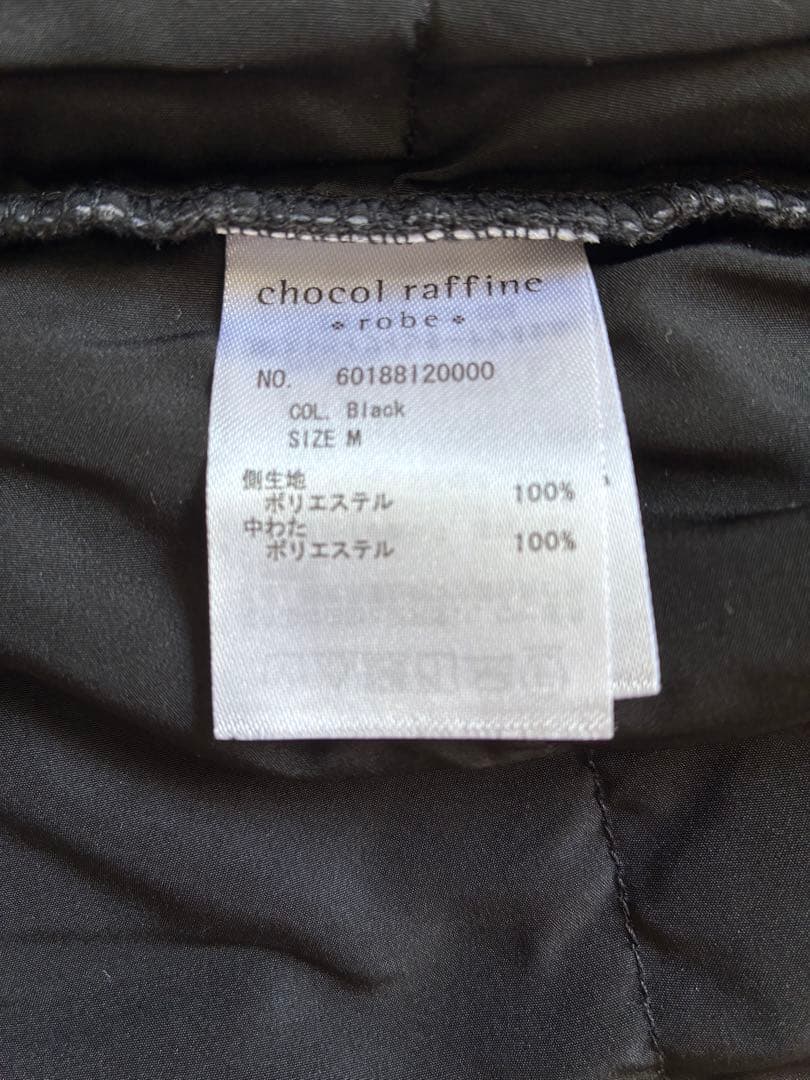 chocol raffine
robe
NO. 60188120000
COL. Black
SIZE M
側生地
ポリエステル 100%
中わた
ポリエステル 100%